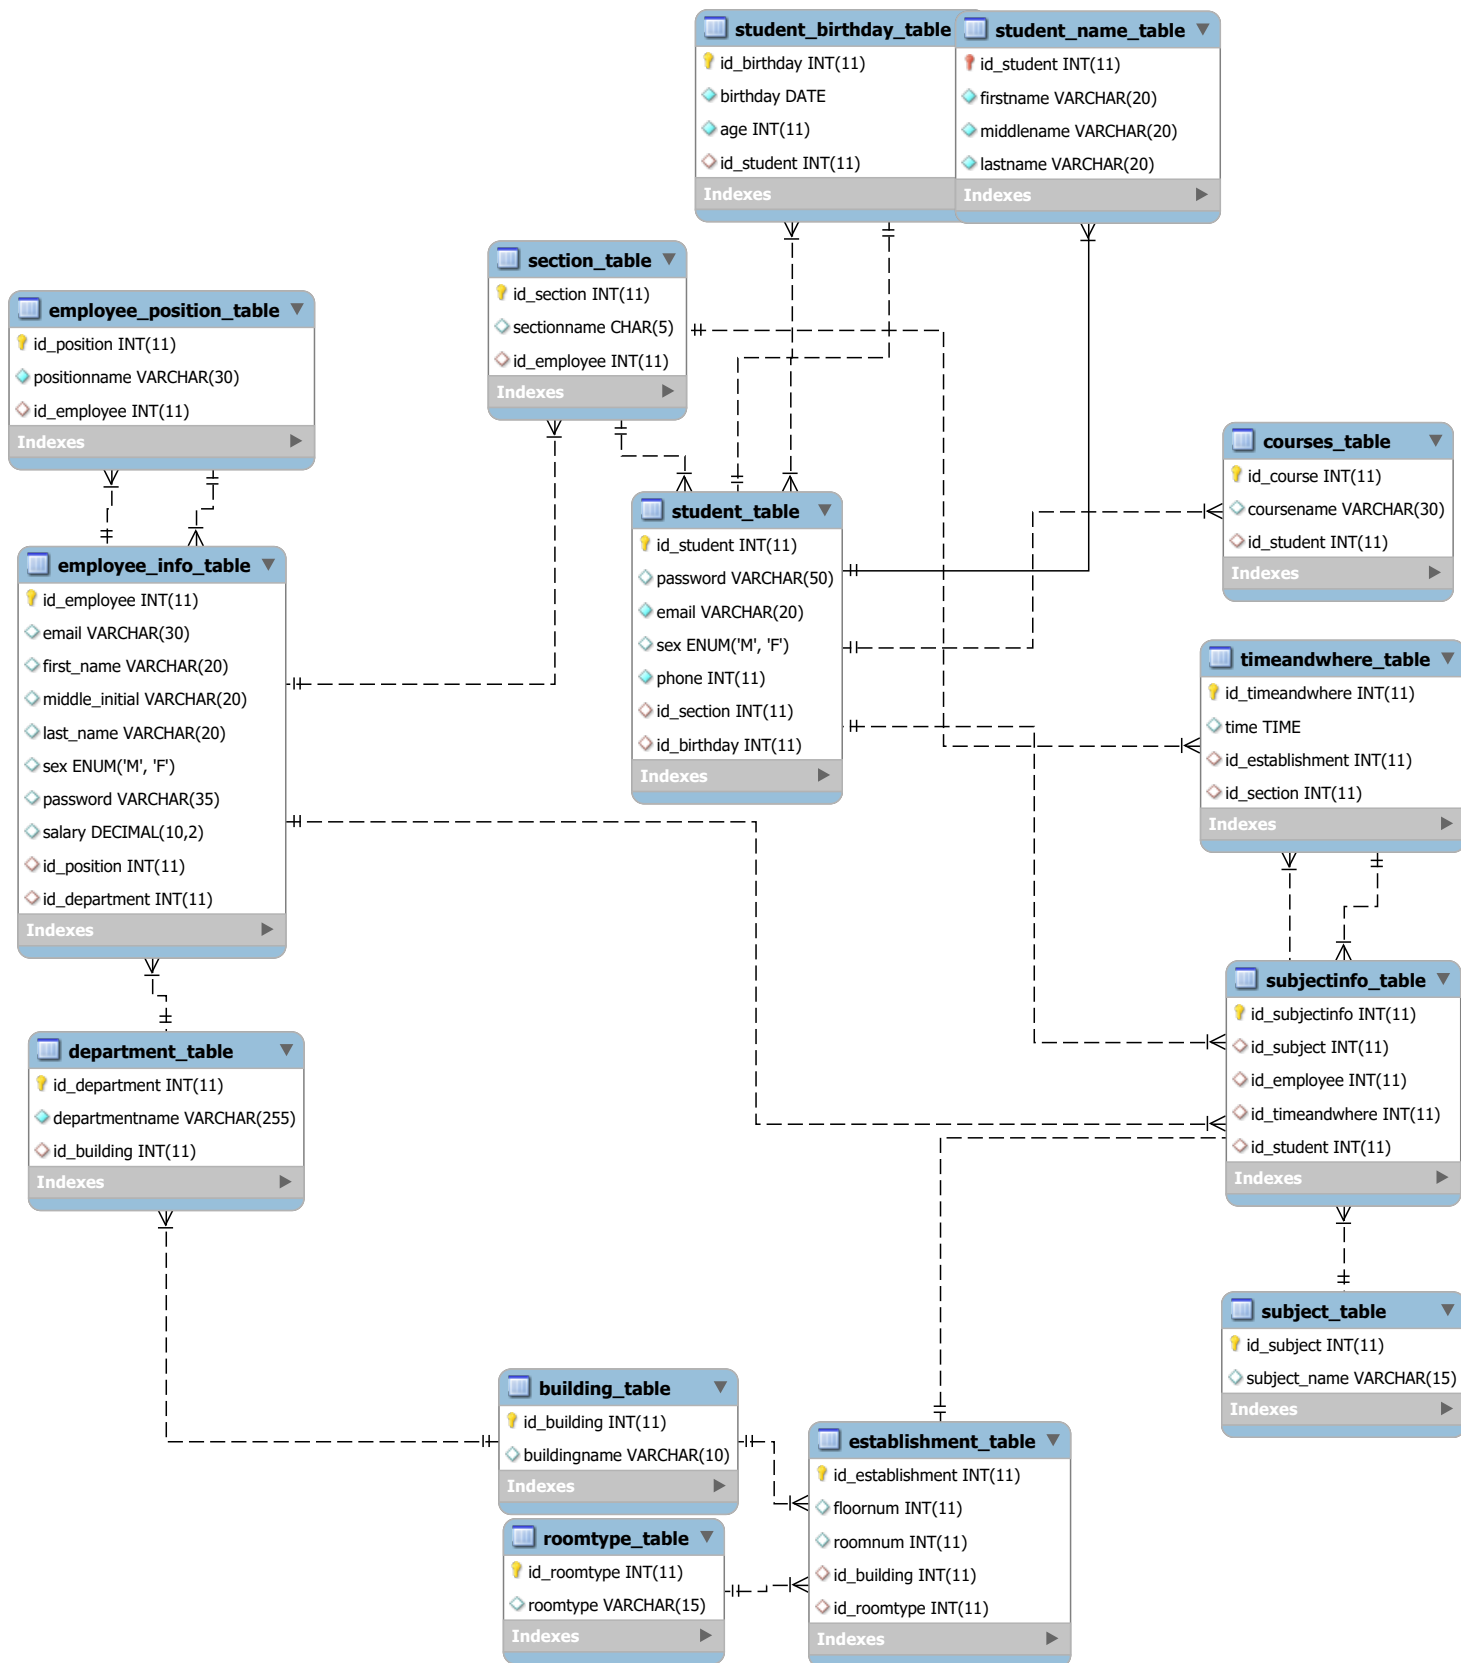 student_birthday_table
id_birthday INT(11)
birthday DATE
age INT(11)
id_student INT(11)
Indexes
student_name_table
id_student INT(11)
firstname VARCHAR(20)
middlename VARCHAR(20)
lastname VARCHAR(20)
Indexes
section_table
id_section INT(11)
sectionname CHAR(5)
id_employee INT(11)
Indexes
employee_position_table
id_position INT(11)
positionname VARCHAR(30)
id_employee INT(11)
Indexes
courses_table
id_course INT(11)
coursename VARCHAR(30)
id_student INT(11)
Indexes
student_table
id_student INT(11)
password VARCHAR(50)
email VARCHAR(20)
sex ENUM('M', 'F')
phone INT(11)
id_section INT(11)
id_birthday INT(11)
Indexes
employee_info_table
id_employee INT(11)
email VARCHAR(30)
first_name VARCHAR(20)
middle_initial VARCHAR(20)
last_name VARCHAR(20)
sex ENUM('M', 'F')
password VARCHAR(35)
salary DECIMAL(10,2)
id_position INT(11)
id_department INT(11)
Indexes
timeandwhere_table
id_timeandwhere INT(11)
time TIME
id_establishment INT(11)
id_section INT(11)
Indexes
subjectinfo_table
id_subjectinfo INT(11)
id_subject INT(11)
id_employee INT(11)
id_timeandwhere INT(11)
id_student INT(11)
Indexes
department_table
id_department INT(11)
departmentname VARCHAR(255)
id_building INT(11)
Indexes
subject_table
id_subject INT(11)
subject_name VARCHAR(15)
Indexes
building_table
id_building INT(11)
buildingname VARCHAR(10)
Indexes
establishment_table
id_establishment INT(11)
floornum INT(11)
roomnum INT(11)
id_building INT(11)
id_roomtype INT(11)
Indexes
roomtype_table
id_roomtype INT(11)
roomtype VARCHAR(15)
Indexes